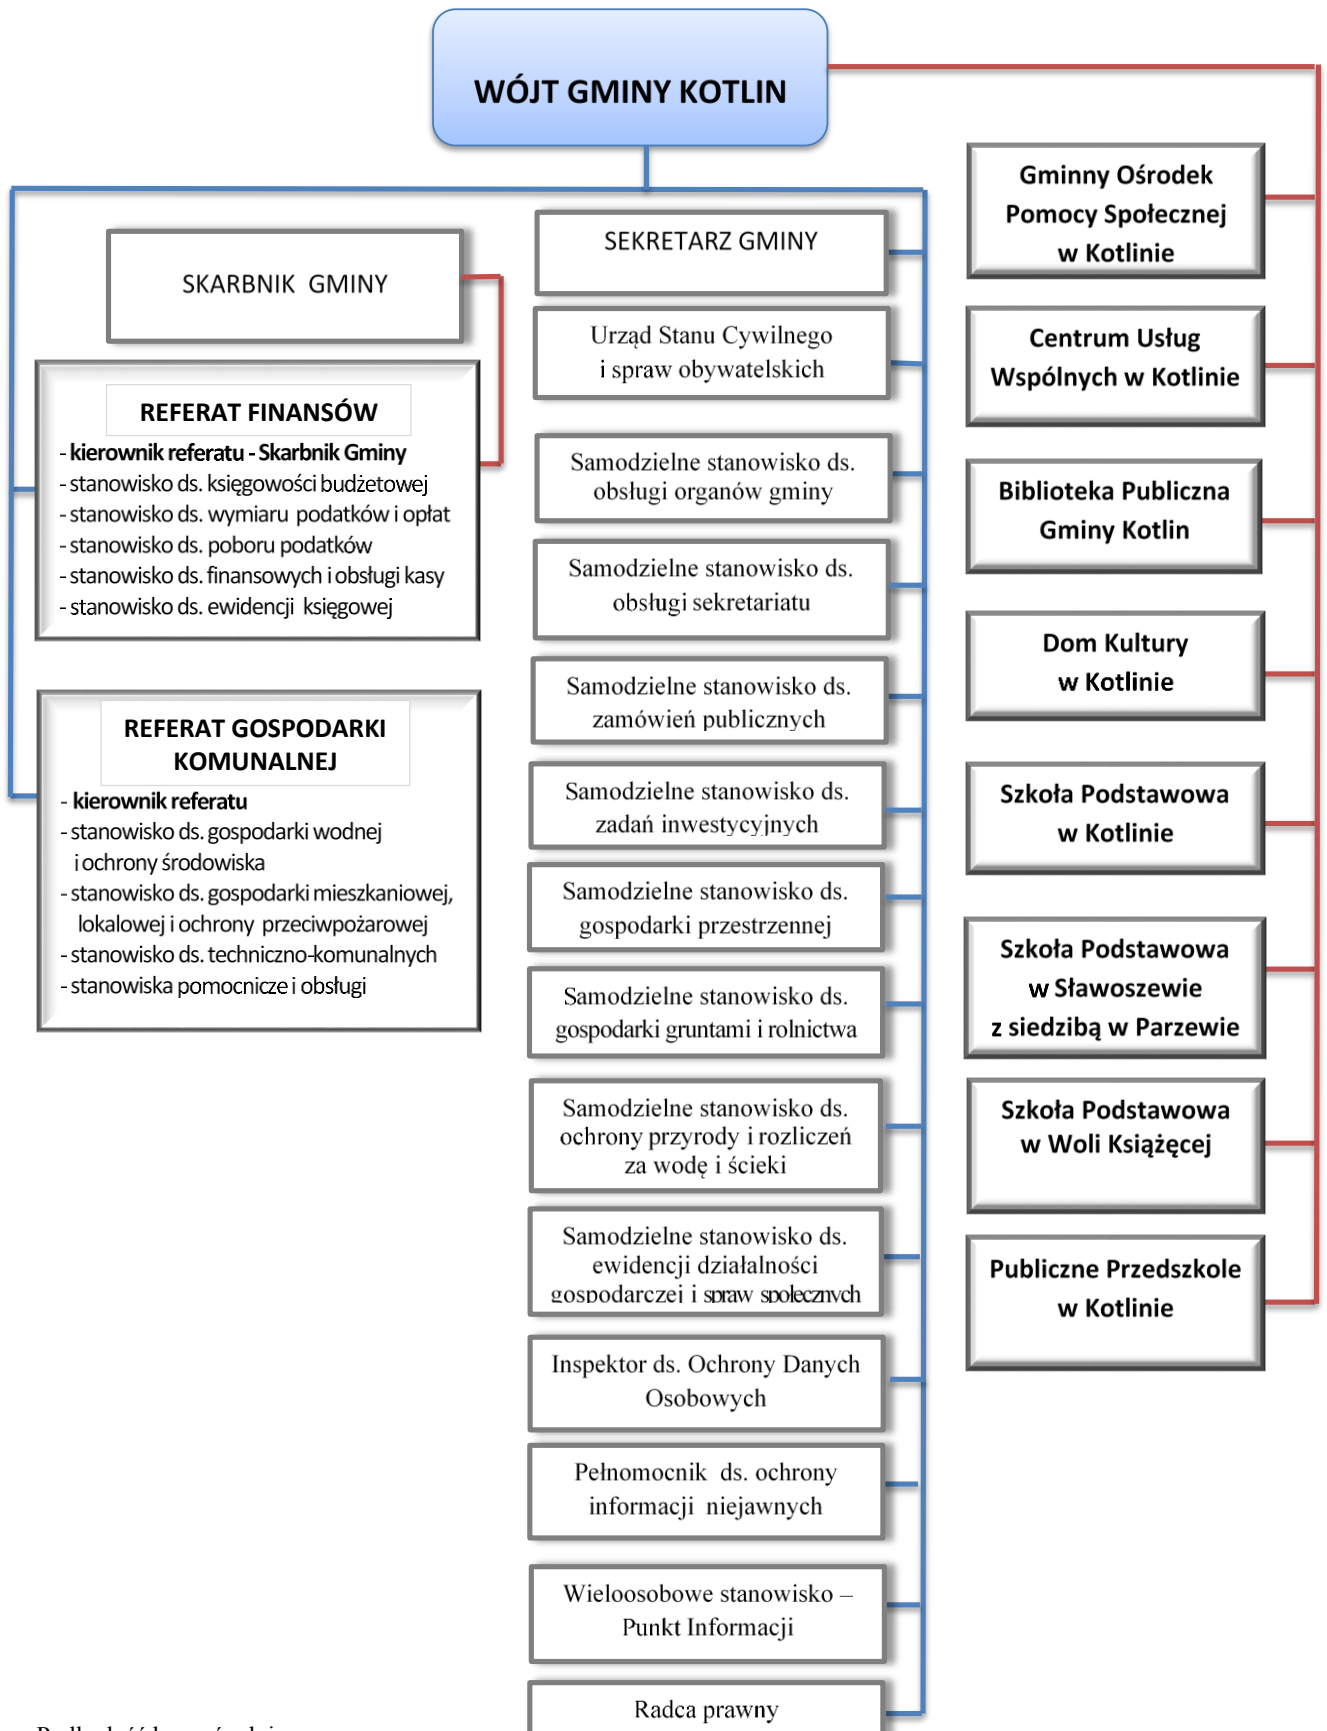 WÓJT GMINY KOTLIN
SKARBNIK GMINY
REFERAT FINANSÓW
- kierownik referatu - Skarbnik Gminy
- stanowisko ds. księgowości budżetowej
- stanowisko ds. wymiaru podatków i opłat
- stanowisko ds. poboru podatków
- stanowisko ds. finansowych i obsługi kasy
- stanowisko ds. ewidencji księgowej
REFERAT GOSPODARKI
KOMUNALNEJ
- kierownik referatu
- stanowisko ds. gospodarki wodnej
i ochrony środowiska
- stanowisko ds. gospodarki mieszkaniowej,
lokalowej i ochrony przeciwpożarowej
- stanowisko ds. techniczno-komunalnych
- stanowiska pomocnicze i obsługi
SEKRETARZ GMINY
Urząd Stanu Cywilnego
i spraw obywatelskich
Samodzielne stanowisko ds.
obsługi organów gminy
Samodzielne stanowisko ds.
obsługi sekretariatu
Samodzielne stanowisko ds.
zamówień publicznych
Samodzielne stanowisko ds.
zadań inwestycyjnych
Samodzielne stanowisko ds.
gospodarki przestrzennej
Samodzielne stanowisko ds.
gospodarki gruntami i rolnictwa
Samodzielne stanowisko ds.
ochrony przyrody i rozliczeń
za wodę i ścieki
Samodzielne stanowisko ds.
ewidencji działalności
gospodarczej i spraw społecznych
Inspektor ds. Ochrony Danych
Osobowych
Pełnomocnik ds. ochrony
informacji niejawnych
Wieloosobowe stanowisko –
Punkt Informacji
Radca prawny
Gminny Ośrodek
Pomocy Społecznej
w Kotlinie
Centrum Usług
Wspólnych w Kotlinie
Biblioteka Publiczna
Gminy Kotlin
Dom Kultury
w Kotlinie
Szkoła Podstawowa
w Kotlinie
Szkoła Podstawowa
w Sławoszewie
z siedzibą w Parzewie
Szkoła Podstawowa
w Woli Książęcej
Publiczne Przedszkole
w Kotlinie